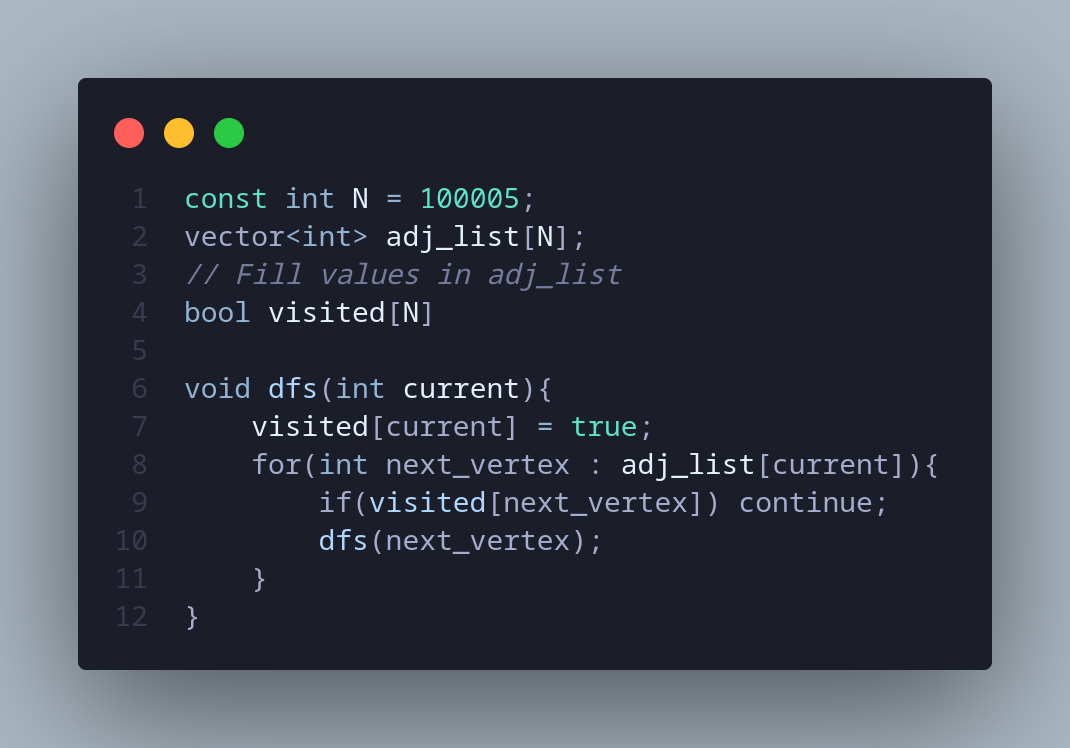 1 const int N = 100005;
2 vector<int> adj_list[N];
3 // Fill values in adj_list
4 bool visited[N]
5
6 void dfs(int current){
7     visited[current] = true;
8     for(int next_vertex : adj_list[current]){
9         if(visited[next_vertex]) continue;
10         dfs(next_vertex);
11     }
12 }